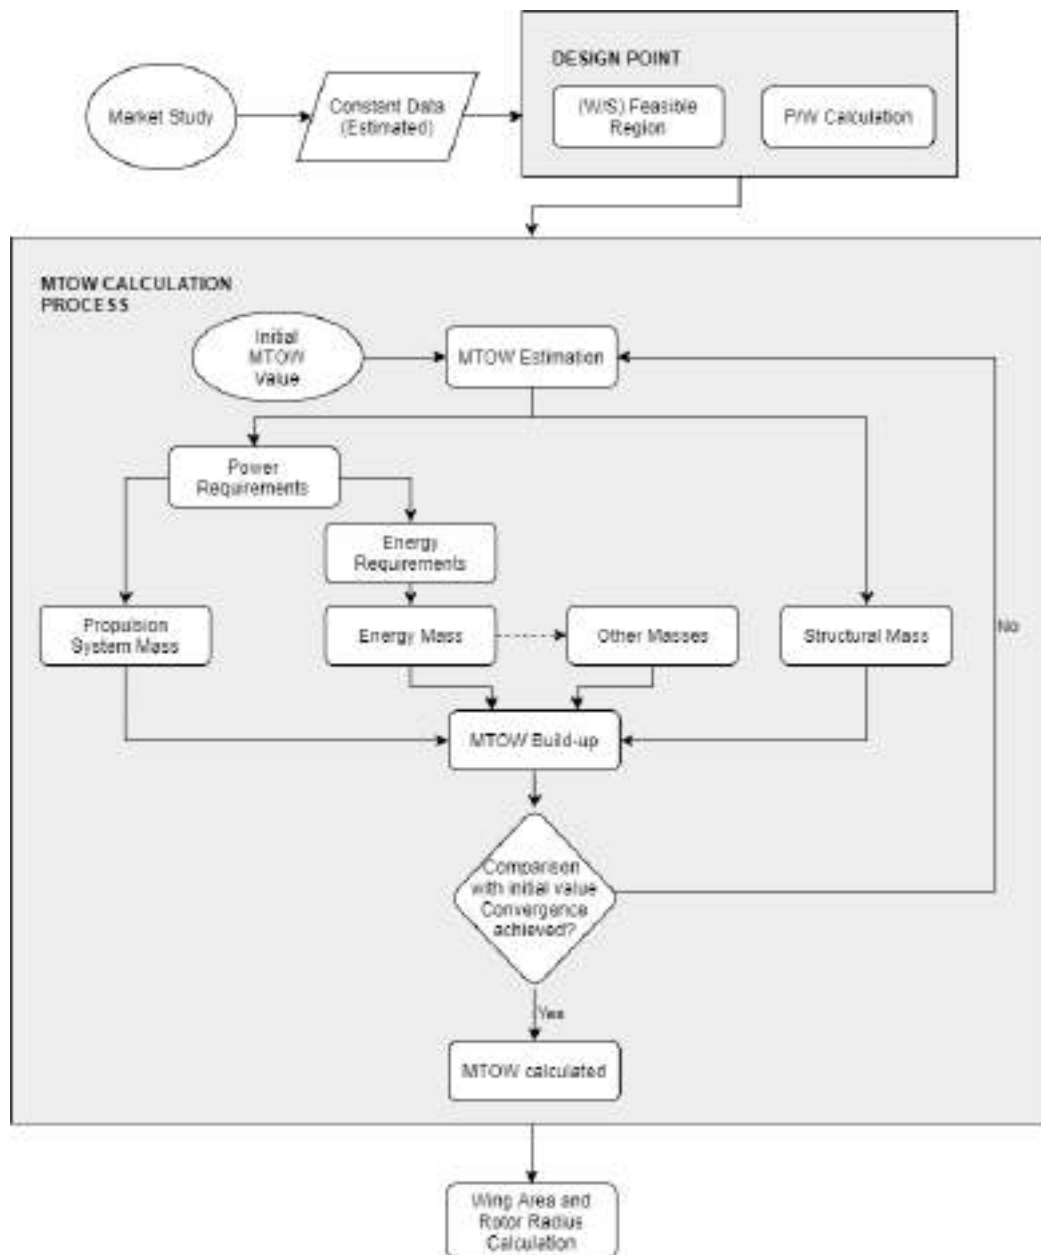 DESIGN POINT
Market Study
Constant Data
(Estimated)
(W/S) Feasible
Region
P/W Calculation
MTOW CALCULATION
PROCESS
Initial
MTOW
Value
MTOW Estimation
Power
Requirements
Energy
Requirements
Propulsion
System Mass
Energy Mass
Other Masses
Structural Mass
No
MTOW Build-up
Comparison
with initial value
Convergence
achieved?
Yes
MTOW calculated
Wing Area and
Rotor Radius
Calculation